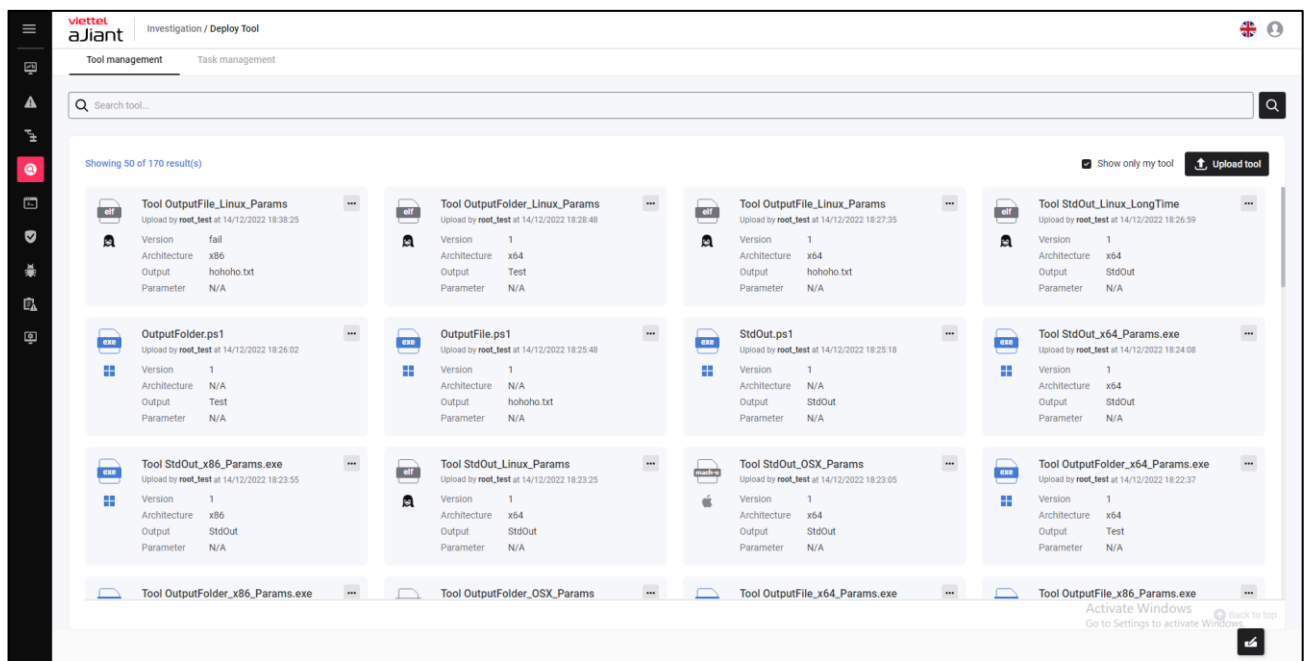 viettel
aJiant
Investigation / Deploy Tool
Tool management Task management
Search tool...
Showing 50 of 170 result(s)
Show only my tool
Upload tool
elf
Tool OutputFile_Linux_Params
Upload by root_test at 14/12/2022 18:38:25
Version fail
Architecture x86
Output hohoho.txt
Parameter N/A
elf
Tool OutputFolder_Linux_Params
Upload by root_test at 14/12/2022 18:28:48
Version 1
Architecture x64
Output Test
Parameter N/A
elf
Tool OutputFile_Linux_Params
Upload by root_test at 14/12/2022 18:27:35
Version 1
Architecture x64
Output hohoho.txt
Parameter N/A
elf
Tool StdOut_Linux_LongTime
Upload by root_test at 14/12/2022 18:26:59
Version 1
Architecture x64
Output StdOut
Parameter N/A
exe
OutputFolder.ps1
Upload by root_test at 14/12/2022 18:26:02
Version 1
Architecture N/A
Output Test
Parameter N/A
exe
OutputFile.ps1
Upload by root_test at 14/12/2022 18:25:48
Version 1
Architecture N/A
Output hohoho.txt
Parameter N/A
exe
StdOut.ps1
Upload by root_test at 14/12/2022 18:25:18
Version 1
Architecture N/A
Output StdOut
Parameter N/A
exe
Tool StdOut_x64_Params.exe
Upload by root_test at 14/12/2022 18:24:08
Version 1
Architecture x64
Output StdOut
Parameter N/A
exe
Tool StdOut_x86_Params.exe
Upload by root_test at 14/12/2022 18:23:55
Version 1
Architecture x86
Output StdOut
Parameter N/A
elf
Tool StdOut_Linux_Params
Upload by root_test at 14/12/2022 18:23:25
Version 1
Architecture x64
Output StdOut
Parameter N/A
mach-o
Tool StdOut_OSX_Params
Upload by root_test at 14/12/2022 18:23:05
Version 1
Architecture x64
Output StdOut
Parameter N/A
exe
Tool OutputFolder_x64_Params.exe
Upload by root_test at 14/12/2022 18:22:37
Version 1
Architecture x64
Output Test
Parameter N/A
Tool OutputFolder_x86_Params.exe
Tool OutputFolder_OSX_Params
Tool OutputFile_x64_Params.exe
Tool OutputFile_x86_Params.exe
Activate Windows
Go to Settings to activate Windows.
Back to top